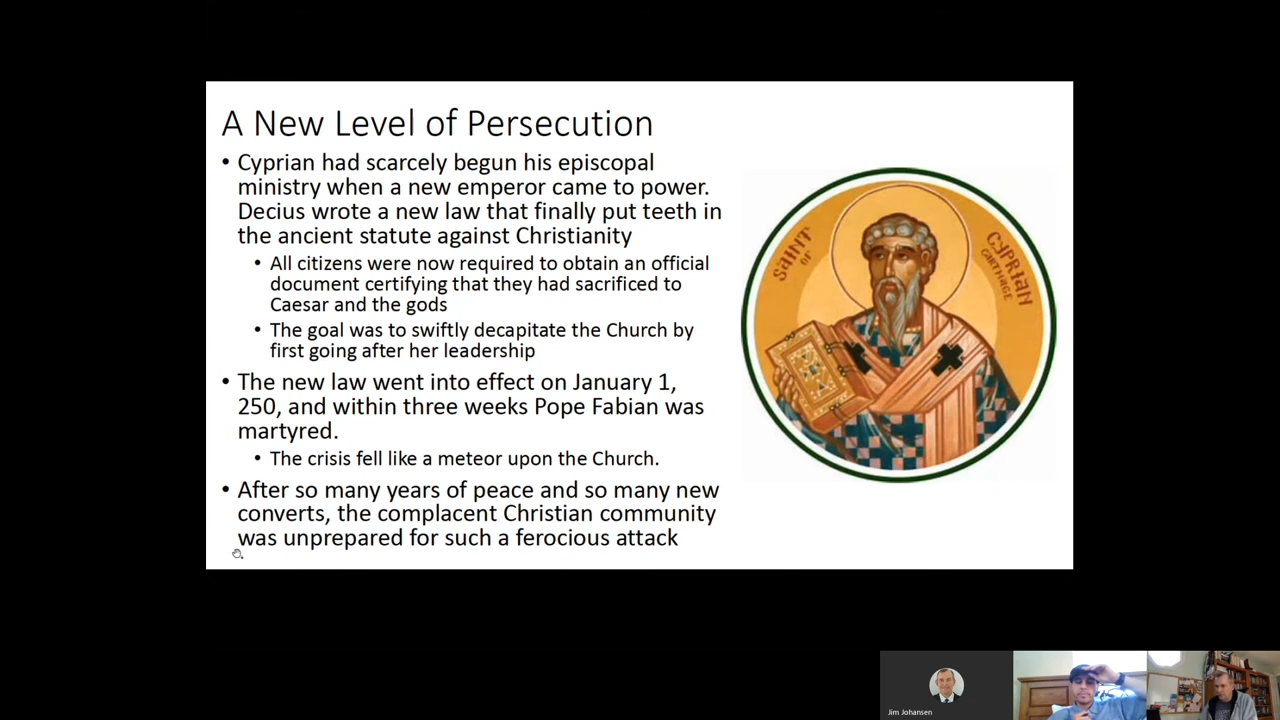 A New Level of Persecution
• Cyprian had scarcely begun his episcopal
ministry when a new emperor came to power.
Decius wrote a new law that finally put teeth in
the ancient statute against Christianity
• All citizens were now required to obtain an official
document certifying that they had sacrificed to
Caesar and the gods
• The goal was to swiftly decapitate the Church by
first going after her leadership
• The new law went into effect on January 1,
250, and within three weeks Pope Fabian was
martyred.
• The crisis fell like a meteor upon the Church.
• After so many years of peace and so many new
converts, the complacent Christian community
was unprepared for such a ferocious attack
SAINT
OF
CYPRIAN
CARTHAGE
Jim Johansen